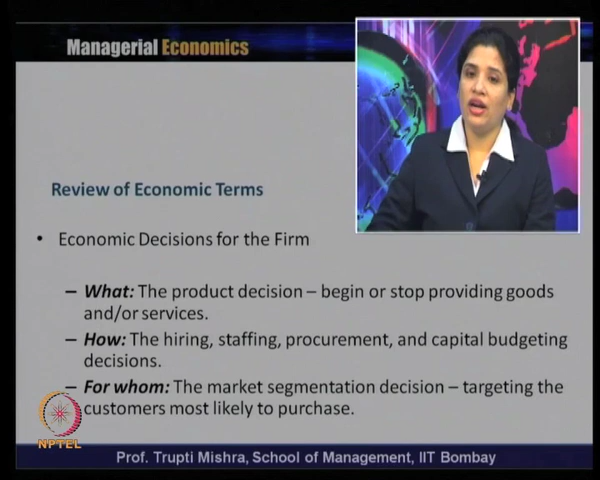 Managerial Economics
Review of Economic Terms
• Economic Decisions for the Firm
– What: The product decision – begin or stop providing goods
and/or services.
– How: The hiring, staffing, procurement, and capital budgeting
decisions.
– For whom: The market segmentation decision – targeting the
customers most likely to purchase.
NPTEL
Prof. Trupti Mishra, School of Management, IIT Bombay